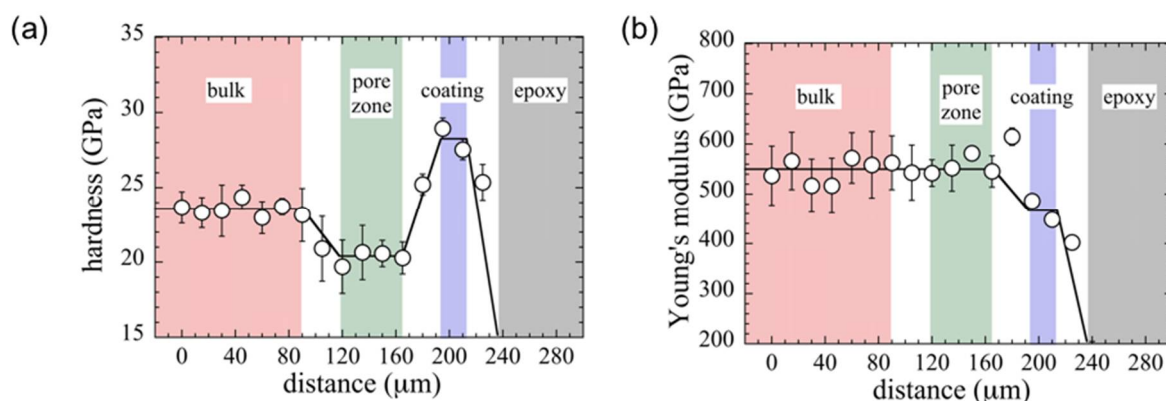 (a)
35
30
25
20
15
hardness (GPa)
bulk
pore
zone
coating
epoxy
0 40 80 120 160 200 240 280
distance (μm)
(b)
800
700
600
500
400
300
200
Young's modulus (GPa)
bulk
pore
zone
coating
epoxy
0 40 80 120 160 200 240 280
distance (μm)